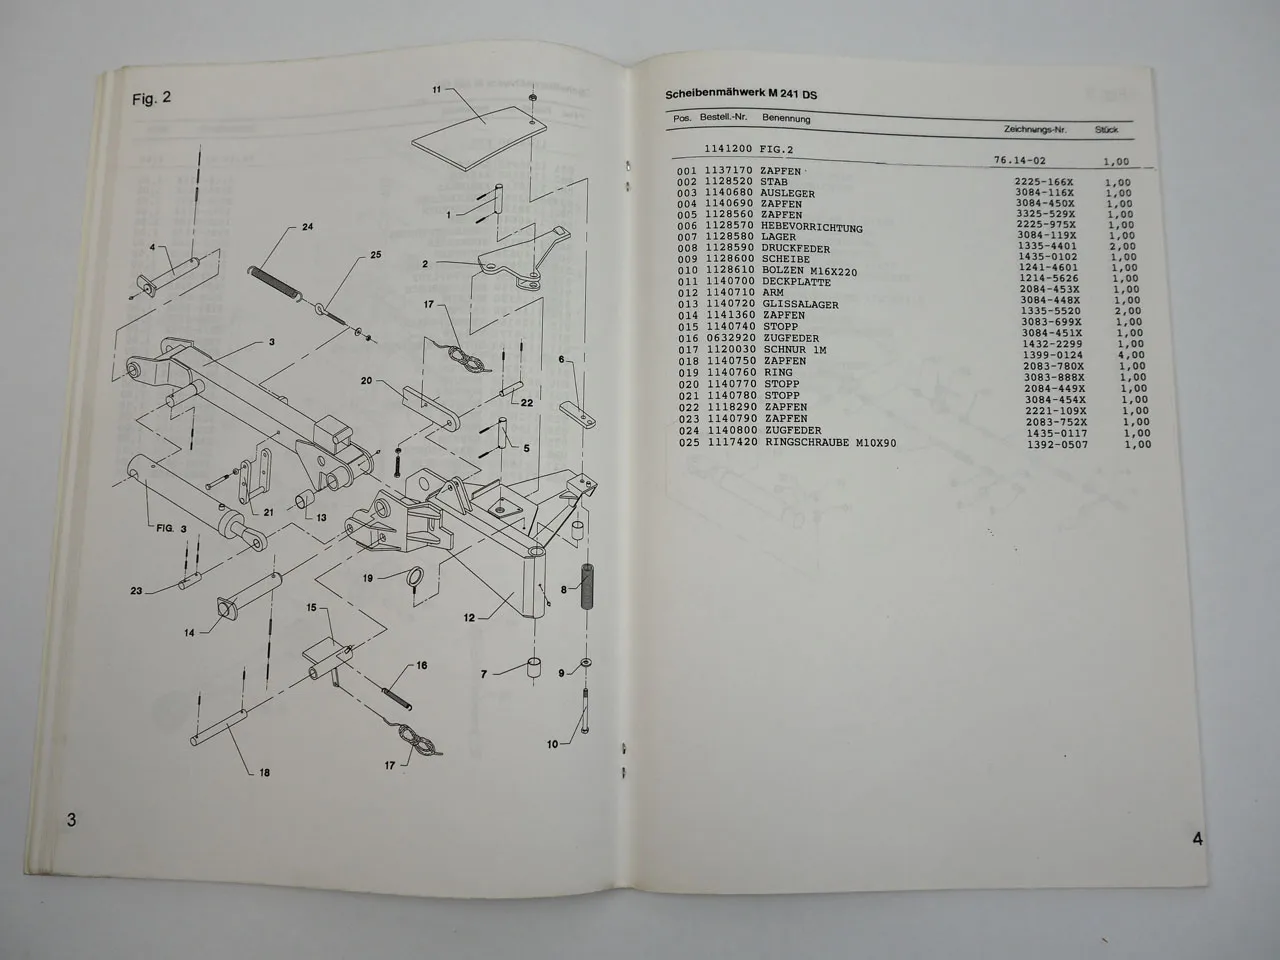 Fig. 2
11
1
24
4
25
2
17
3
6
20
22
5
21
13
FIG. 3
19
23
8
14
15
12
16
7
9
10
17
18
3
Scheibenmähwerk M 241 DS
Pos. Bestell.-Nr. Benennung Zeichnungs-Nr. Stück
1141200 FIG.2 76.14-02 1,00
001 1137170 ZAPFEN 2225-166X 1,00
002 1128520 STAB 3084-116X 1,00
003 1140680 AUSLEGER 3084-450X 1,00
004 1140690 ZAPFEN 3325-529X 1,00
005 1128560 ZAPFEN 2225-975X 1,00
006 1128570 HEBEVORRICHTUNG 3084-119X 1,00
007 1128580 LAGER 1335-4401 2,00
008 1128590 DRUCKFEDER 1435-0102 1,00
009 1128600 SCHEIBE 1241-4601 1,00
010 1128610 BOLZEN M16X220 1214-5626 1,00
011 1140700 DECKPLATTE 2084-453X 1,00
012 1140710 ARM 3084-448X 1,00
013 1140720 GLISSALAGER 1335-5520 2,00
014 1141360 ZAPFEN 3083-699X 1,00
015 1140740 STOPP 3084-451X 1,00
016 0632920 ZUGFEDER 1432-2299 1,00
017 1120030 SCHNUR 1M 1399-0124 4,00
018 1140750 ZAPFEN 2083-780X 1,00
019 1140760 RING 3083-888X 1,00
020 1140770 STOPP 2084-449X 1,00
021 1140780 STOPP 3084-454X 1,00
022 1118290 ZAPFEN 2221-109X 1,00
023 1140790 ZAPFEN 2083-752X 1,00
024 1140800 ZUGFEDER 1435-0117 1,00
025 1117420 RINGSCHRAUBE M10X90 1392-0507 1,00
4